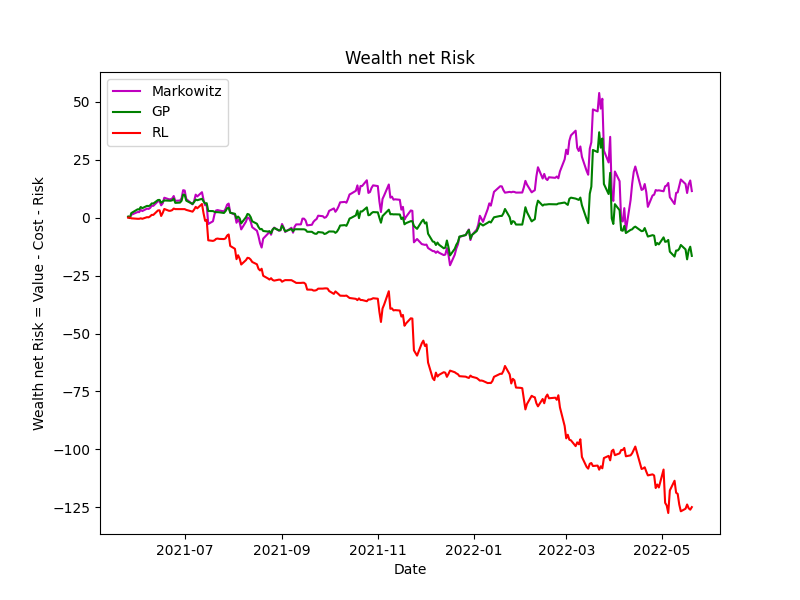 Wealth net Risk
Markowitz
GP
RL
Wealth net Risk = Value - Cost - Risk
50
25
0
−25
−50
−75
−100
−125
2021-07
2021-09
2021-11
2022-01
2022-03
2022-05
Date